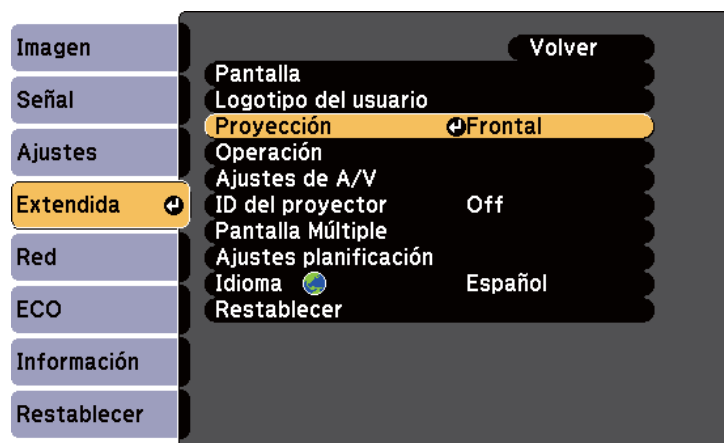 Imagen
Señal
Ajustes
Extendida
Red
ECO
Información
Restablecer
Volver
Pantalla
Logotipo del usuario
Proyección Frontal
Operación
Ajustes de A/V
ID del proyector Off
Pantalla Múltiple
Ajustes planificación
Idioma Español
Restablecer